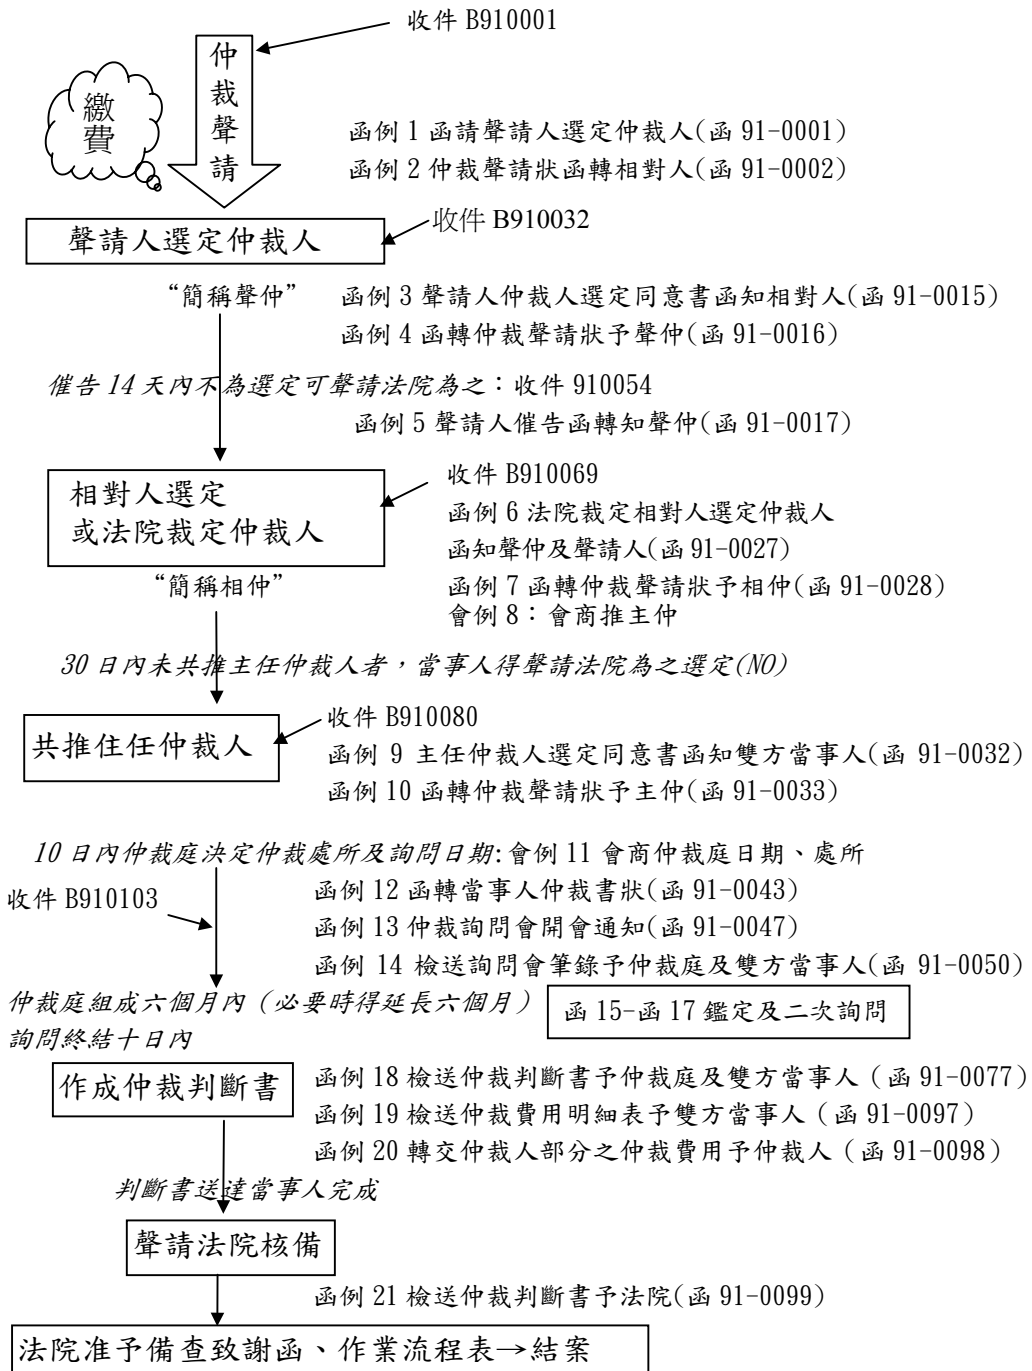 收件 B910001
仲裁聲請
繳費
函例 1 函請聲請人選定仲裁人(函 91-0001)
函例 2 仲裁聲請狀函轉相對人(函 91-0002)
收件 B910032
聲請人選定仲裁人
“簡稱聲仲”
函例 3 聲請人仲裁人選定同意書函知相對人(函 91-0015)
函例 4 函轉仲裁聲請狀予聲仲(函 91-0016)
催告 14 天內不為選定可聲請法院為之：收件 910054
函例 5 聲請人催告函轉知聲仲(函 91-0017)
收件 B910069
相對人選定
或法院裁定仲裁人
函例 6 法院裁定相對人選定仲裁人
函知聲仲及聲請人(函 91-0027)
“簡稱相仲”
函例 7 函轉仲裁聲請狀予相仲(函 91-0028)
會例 8：會商推主仲
30 日內未共推主任仲裁人者，當事人得聲請法院為之選定(NO)
收件 B910080
共推住任仲裁人
函例 9 主任仲裁人選定同意書函知雙方當事人(函 91-0032)
函例 10 函轉仲裁聲請狀予主仲(函 91-0033)
10 日內仲裁庭決定仲裁處所及詢問日期:會例 11 會商仲裁庭日期、處所
收件 B910103
函例 12 函轉當事人仲裁書狀(函 91-0043)
函例 13 仲裁詢問會開會通知(函 91-0047)
函例 14 檢送詢問會筆錄予仲裁庭及雙方當事人(函 91-0050)
仲裁庭組成六個月內（必要時得延長六個月）
詢問終結十日內
函 15-函 17 鑑定及二次詢問
作成仲裁判斷書
函例 18 檢送仲裁判斷書予仲裁庭及雙方當事人（函 91-0077）
函例 19 檢送仲裁費用明細表予雙方當事人（函 91-0097）
函例 20 轉交仲裁人部分之仲裁費用予仲裁人（函 91-0098）
判斷書送達當事人完成
聲請法院核備
函例 21 檢送仲裁判斷書予法院(函 91-0099)
法院准予備查致謝函、作業流程表→結案